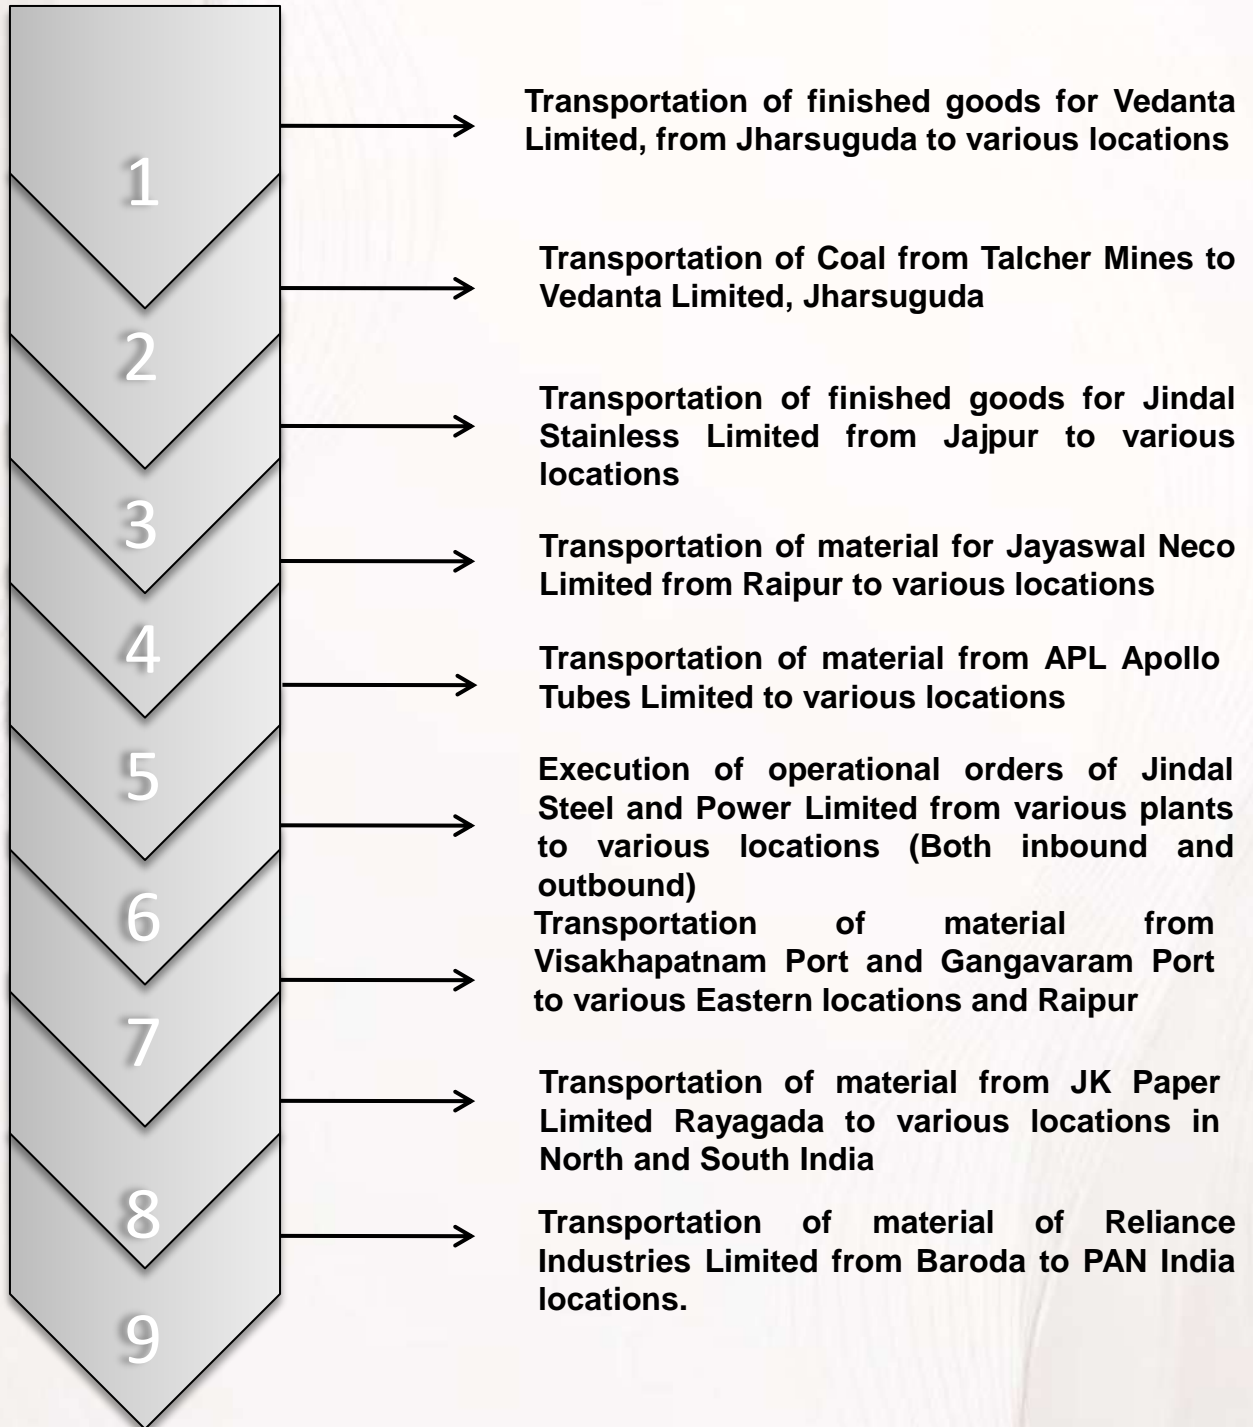 1
Transportation of finished goods for Vedanta
Limited, from Jharsuguda to various locations
2
Transportation of Coal from Talcher Mines to
Vedanta Limited, Jharsuguda
3
Transportation of finished goods for Jindal
Stainless Limited from Jajpur to various
locations
4
Transportation of material for Jayaswal Neco
Limited from Raipur to various locations
5
Transportation of material from APL Apollo
Tubes Limited to various locations
6
Execution of operational orders of Jindal
Steel and Power Limited from various plants
to various locations (Both inbound and
outbound)
7
Transportation of material from
Visakhapatnam Port and Gangavaram Port
to various Eastern locations and Raipur
8
Transportation of material from JK Paper
Limited Rayagada to various locations in
North and South India
9
Transportation of material of Reliance
Industries Limited from Baroda to PAN India
locations.